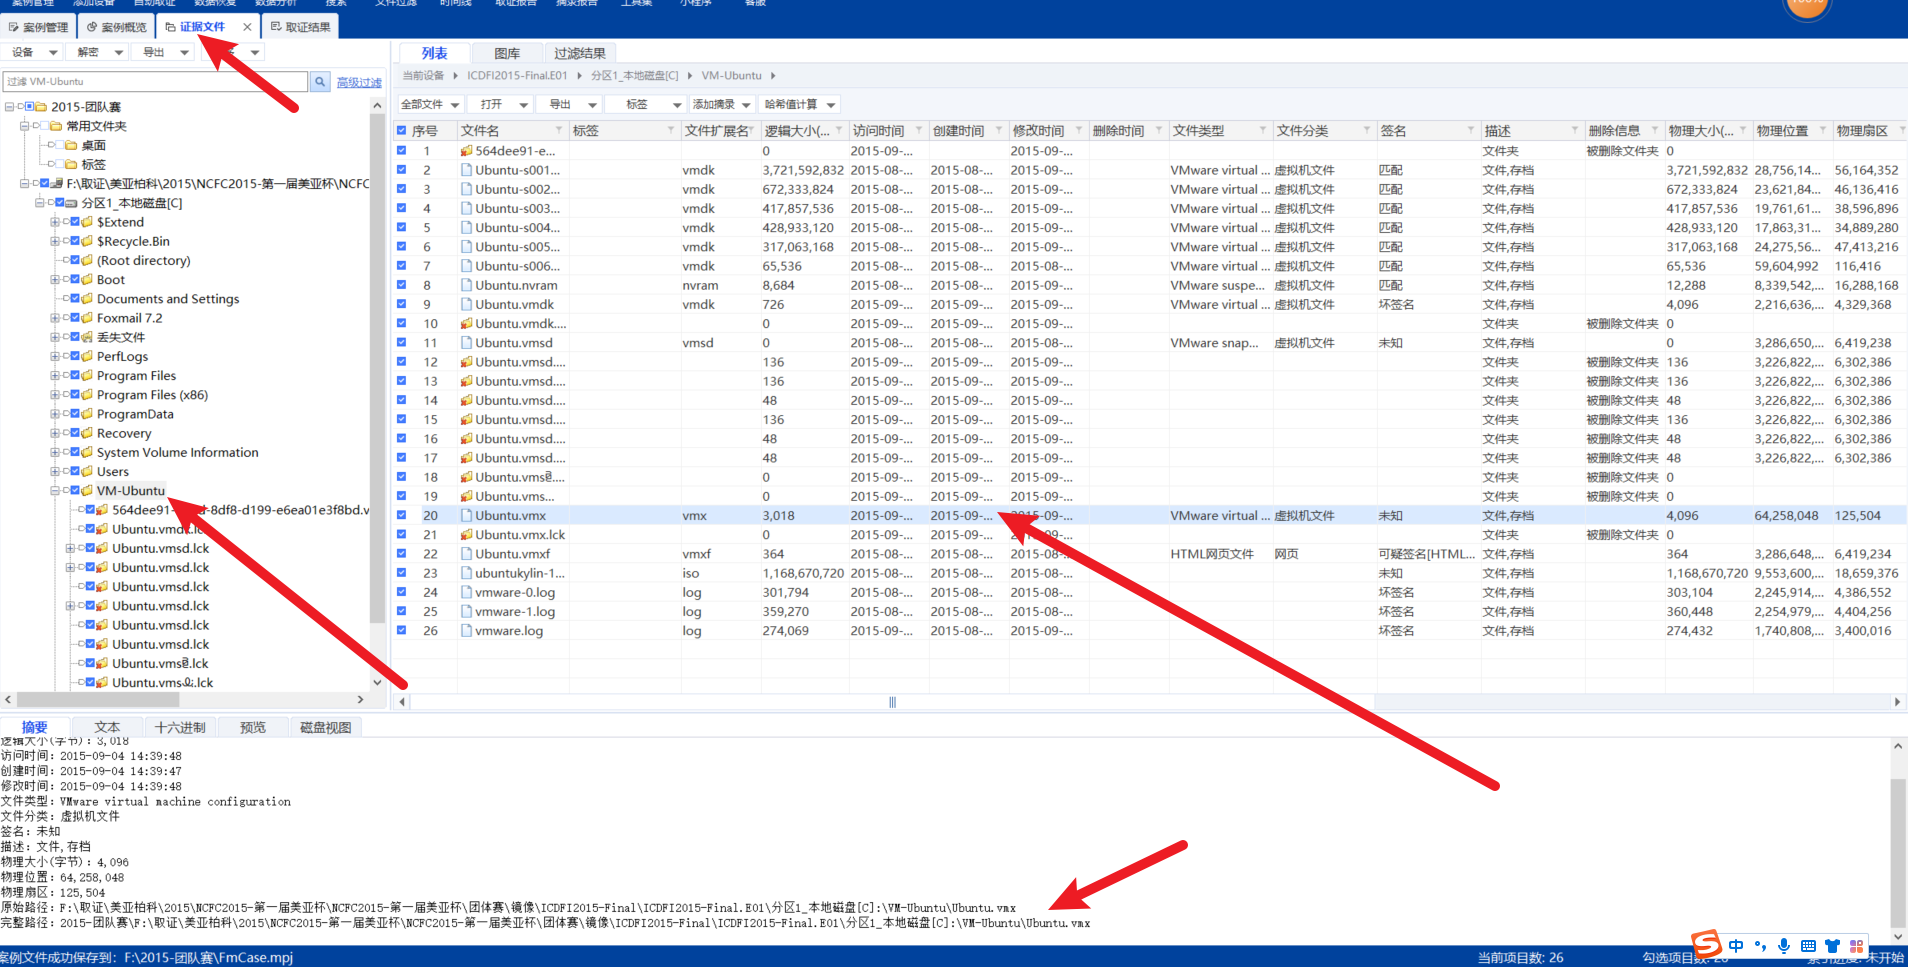 案例管理 添加设备 自动取证 数据恢复 数据分析 搜索 文件过滤 时间线 取证报告 摘录报告 工具集 小程序 客服
案例管理 案例概览 证据文件 取证结果
设备 解密 导出
过滤 VM-Ubuntu 高级过滤
2015-团队赛
常用文件夹
桌面
标签
F:\取证\美亚柏科\2015\NCFC2015-第一届美亚杯\NCFC
分区1_本地磁盘[C]
$Extend
$Recycle.Bin
(Root directory)
Boot
Documents and Settings
Foxmail 7.2
丢失文件
PerfLogs
Program Files
Program Files (x86)
ProgramData
Recovery
System Volume Information
Users
VM-Ubuntu
Ubuntu.vmsd.lck
Ubuntu.vmsd.lck
Ubuntu.vmsd.lck
Ubuntu.vmsd.lck
Ubuntu.vmsd.lck
Ubuntu.vmsd.lck
列表 图库 过滤结果
当前设备 ICDFI2015-Final.E01 分区1_本地磁盘[C] VM-Ubuntu
全部文件 打开 导出 标签 添加摘录 哈希值计算
序号 文件名 标签 文件扩展名 逻辑大小(... 访问时间 创建时间 修改时间 删除时间 文件类型 文件分类 签名 描述 删除信息 物理大小(... 物理位置 物理扇区
1 564dee91-e... 0 2015-09-... 2015-09-... 文件夹 被删除文件夹 0
2 Ubuntu-s001... vmdk 3,721,592,832 2015-09-... 2015-08-... 2015-09-... VMware virtual ... 虚拟机文件 匹配 文件,存档 3,721,592,832 28,756,14... 56,164,352
3 Ubuntu-s002... vmdk 672,333,824 2015-09-... 2015-08-... 2015-09-... VMware virtual ... 虚拟机文件 匹配 文件,存档 672,333,824 23,621,84... 46,136,416
4 Ubuntu-s003... vmdk 417,857,536 2015-09-... 2015-08-... 2015-09-... VMware virtual ... 虚拟机文件 匹配 文件,存档 417,857,536 19,761,61... 38,596,896
5 Ubuntu-s004... vmdk 428,933,120 2015-09-... 2015-08-... 2015-09-... VMware virtual ... 虚拟机文件 匹配 文件,存档 428,933,120 17,863,31... 34,889,280
6 Ubuntu-s005... vmdk 317,063,168 2015-09-... 2015-08-... 2015-09-... VMware virtual ... 虚拟机文件 匹配 文件,存档 317,063,168 24,275,56... 47,413,216
7 Ubuntu-s006... vmdk 65,536 2015-09-... 2015-08-... 2015-08-... VMware virtual ... 虚拟机文件 匹配 文件,存档 65,536 59,604,992 116,416
8 Ubuntu.nvram nvram 8,684 2015-09-... 2015-08-... 2015-09-... VMware suspe... 虚拟机文件 匹配 文件,存档 12,288 8,339,542,... 16,288,168
9 Ubuntu.vmdk vmdk 726 2015-09-... 2015-09-... 2015-09-... VMware virtual ... 虚拟机文件 坏签名 文件,存档 4,096 2,216,636,... 4,329,368
10 Ubuntu.vmdk.... 0 2015-09-... 2015-09-... 2015-09-... 文件夹 被删除文件夹 0
11 Ubuntu.vmsd vmsd 0 2015-08-... 2015-08-... 2015-08-... VMware snap... 虚拟机文件 未知 文件,存档 0 3,286,650,... 6,419,238
12 Ubuntu.vmsd.... 136 2015-09-... 2015-09-... 2015-09-... 文件夹 被删除文件夹 136 3,226,822,... 6,302,386
13 Ubuntu.vmsd.... 136 2015-09-... 2015-09-... 2015-09-... 文件夹 被删除文件夹 136 3,226,822,... 6,302,386
14 Ubuntu.vmsd.... 48 2015-09-... 2015-09-... 2015-09-... 文件夹 被删除文件夹 48 3,226,822,... 6,302,386
15 Ubuntu.vmsd.... 136 2015-09-... 2015-09-... 2015-09-... 文件夹 被删除文件夹 136 3,226,822,... 6,302,386
16 Ubuntu.vmsd.... 48 2015-09-... 2015-09-... 2015-09-... 文件夹 被删除文件夹 48 3,226,822,... 6,302,386
17 Ubuntu.vmsd.... 48 2015-09-... 2015-09-... 2015-09-... 文件夹 被删除文件夹 48 3,226,822,... 6,302,386
18 0 2015-09-... 2015-09-... 2015-09-... 文件夹 被删除文件夹 0
19 Ubuntu.vms... 0 2015-09-... 2015-09-... 2015-09-... 文件夹 被删除文件夹 0
20 Ubuntu.vmx vmx 3,018 2015-09-... 2015-09-... 2015-09-... VMware virtual ... 虚拟机文件 未知 文件,存档 4,096 64,258,048 125,504
21 Ubuntu.vmx.lck 0 2015-09-... 2015-09-... 文件夹 被删除文件夹 0
22 Ubuntu.vmxf vmxf 364 2015-08-... 2015-08-... 2015-08-... HTML网页文件 网页 可疑签名[HTML... 文件,存档 364 3,286,648,... 6,419,234
23 ubuntukylin-1... iso 1,168,670,720 2015-08-... 2015-08-... 2015-08-... 未知 文件,存档 1,168,670,720 9,553,600,... 18,659,376
24 vmware-0.log log 301,794 2015-08-... 2015-08-... 2015-08-... 坏签名 文件,存档 303,104 2,245,914,... 4,386,552
25 vmware-1.log log 359,270 2015-08-... 2015-08-... 2015-08-... 坏签名 文件,存档 360,448 2,254,979,... 4,404,256
26 vmware.log log 274,069 2015-09-... 2015-08-... 2015-09-... 坏签名 文件,存档 274,432 1,740,808,... 3,400,016
摘要 文本 十六进制 预览 磁盘视图
逻辑大小(字节): 3,018
访问时间: 2015-09-04 14:39:48
创建时间: 2015-09-04 14:39:47
修改时间: 2015-09-04 14:39:48
文件类型: VMware virtual machine configuration
文件分类: 虚拟机文件
签名: 未知
描述: 文件,存档
物理大小(字节): 4,096
物理位置: 64,258,048
物理扇区: 125,504
原始路径: F:\取证\美亚柏科\2015\NCFC2015-第一届美亚杯\NCFC2015-第一届美亚杯\团体赛\镜像\ICDFI2015-Final\ICDFI2015-Final.E01\分区1_本地磁盘[C]:\VM-Ubuntu\Ubuntu.vmx
完整路径: 2015-团队赛\F:\取证\美亚柏科\2015\NCFC2015-第一届美亚杯\NCFC2015-第一届美亚杯\团体赛\镜像\ICDFI2015-Final\ICDFI2015-Final.E01\分区1_本地磁盘[C]:\VM-Ubuntu\Ubuntu.vmx
中
案例文件成功保存到: F:\2015-团队赛\FmCase.mpj 当前项目数: 26 勾选项目数: 未开始